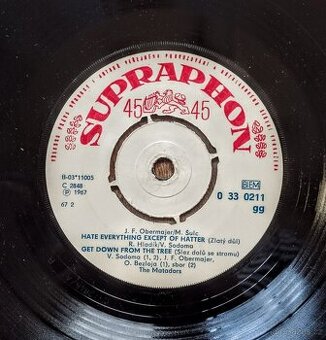 SUPRAPHON
45 45
B-03*11005
C 2848
Ⓟ 1967
67 2
OEM
0 33 0211
gg
J. F. Obermajer/M. Šulc
HATE EVERYTHING EXCEPT OF HATTER (Zlatý důl)
R. Hladík/V. Sodoma
GET DOWN FROM THE TREE (Slez dolů se stromu)
V. Sodoma (1, 2), J. F. Obermajer,
O. Bezloja (1), sbor (2)
The Matadors